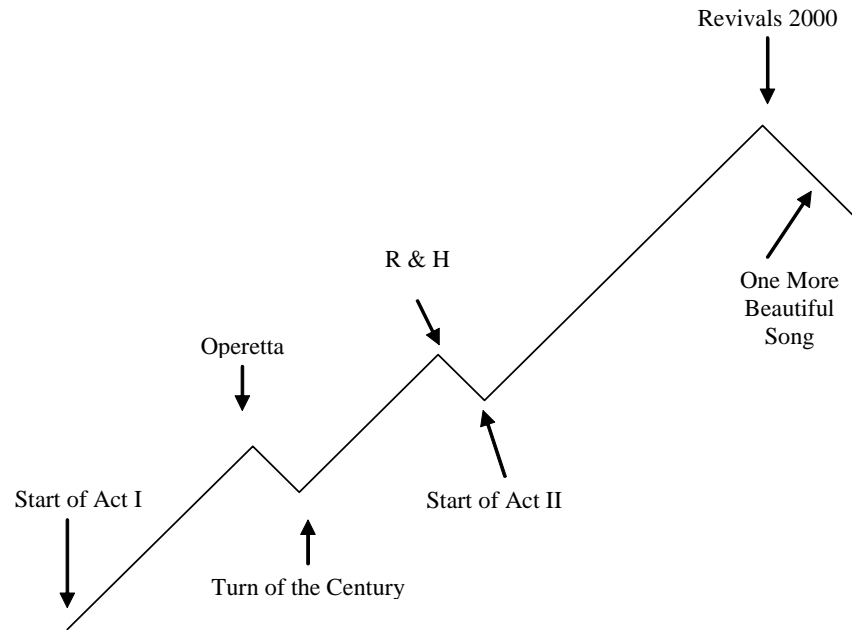 Revivals 2000
R & H
One More
Beautiful
Song
Operetta
Start of Act I
Start of Act II
Turn of the Century